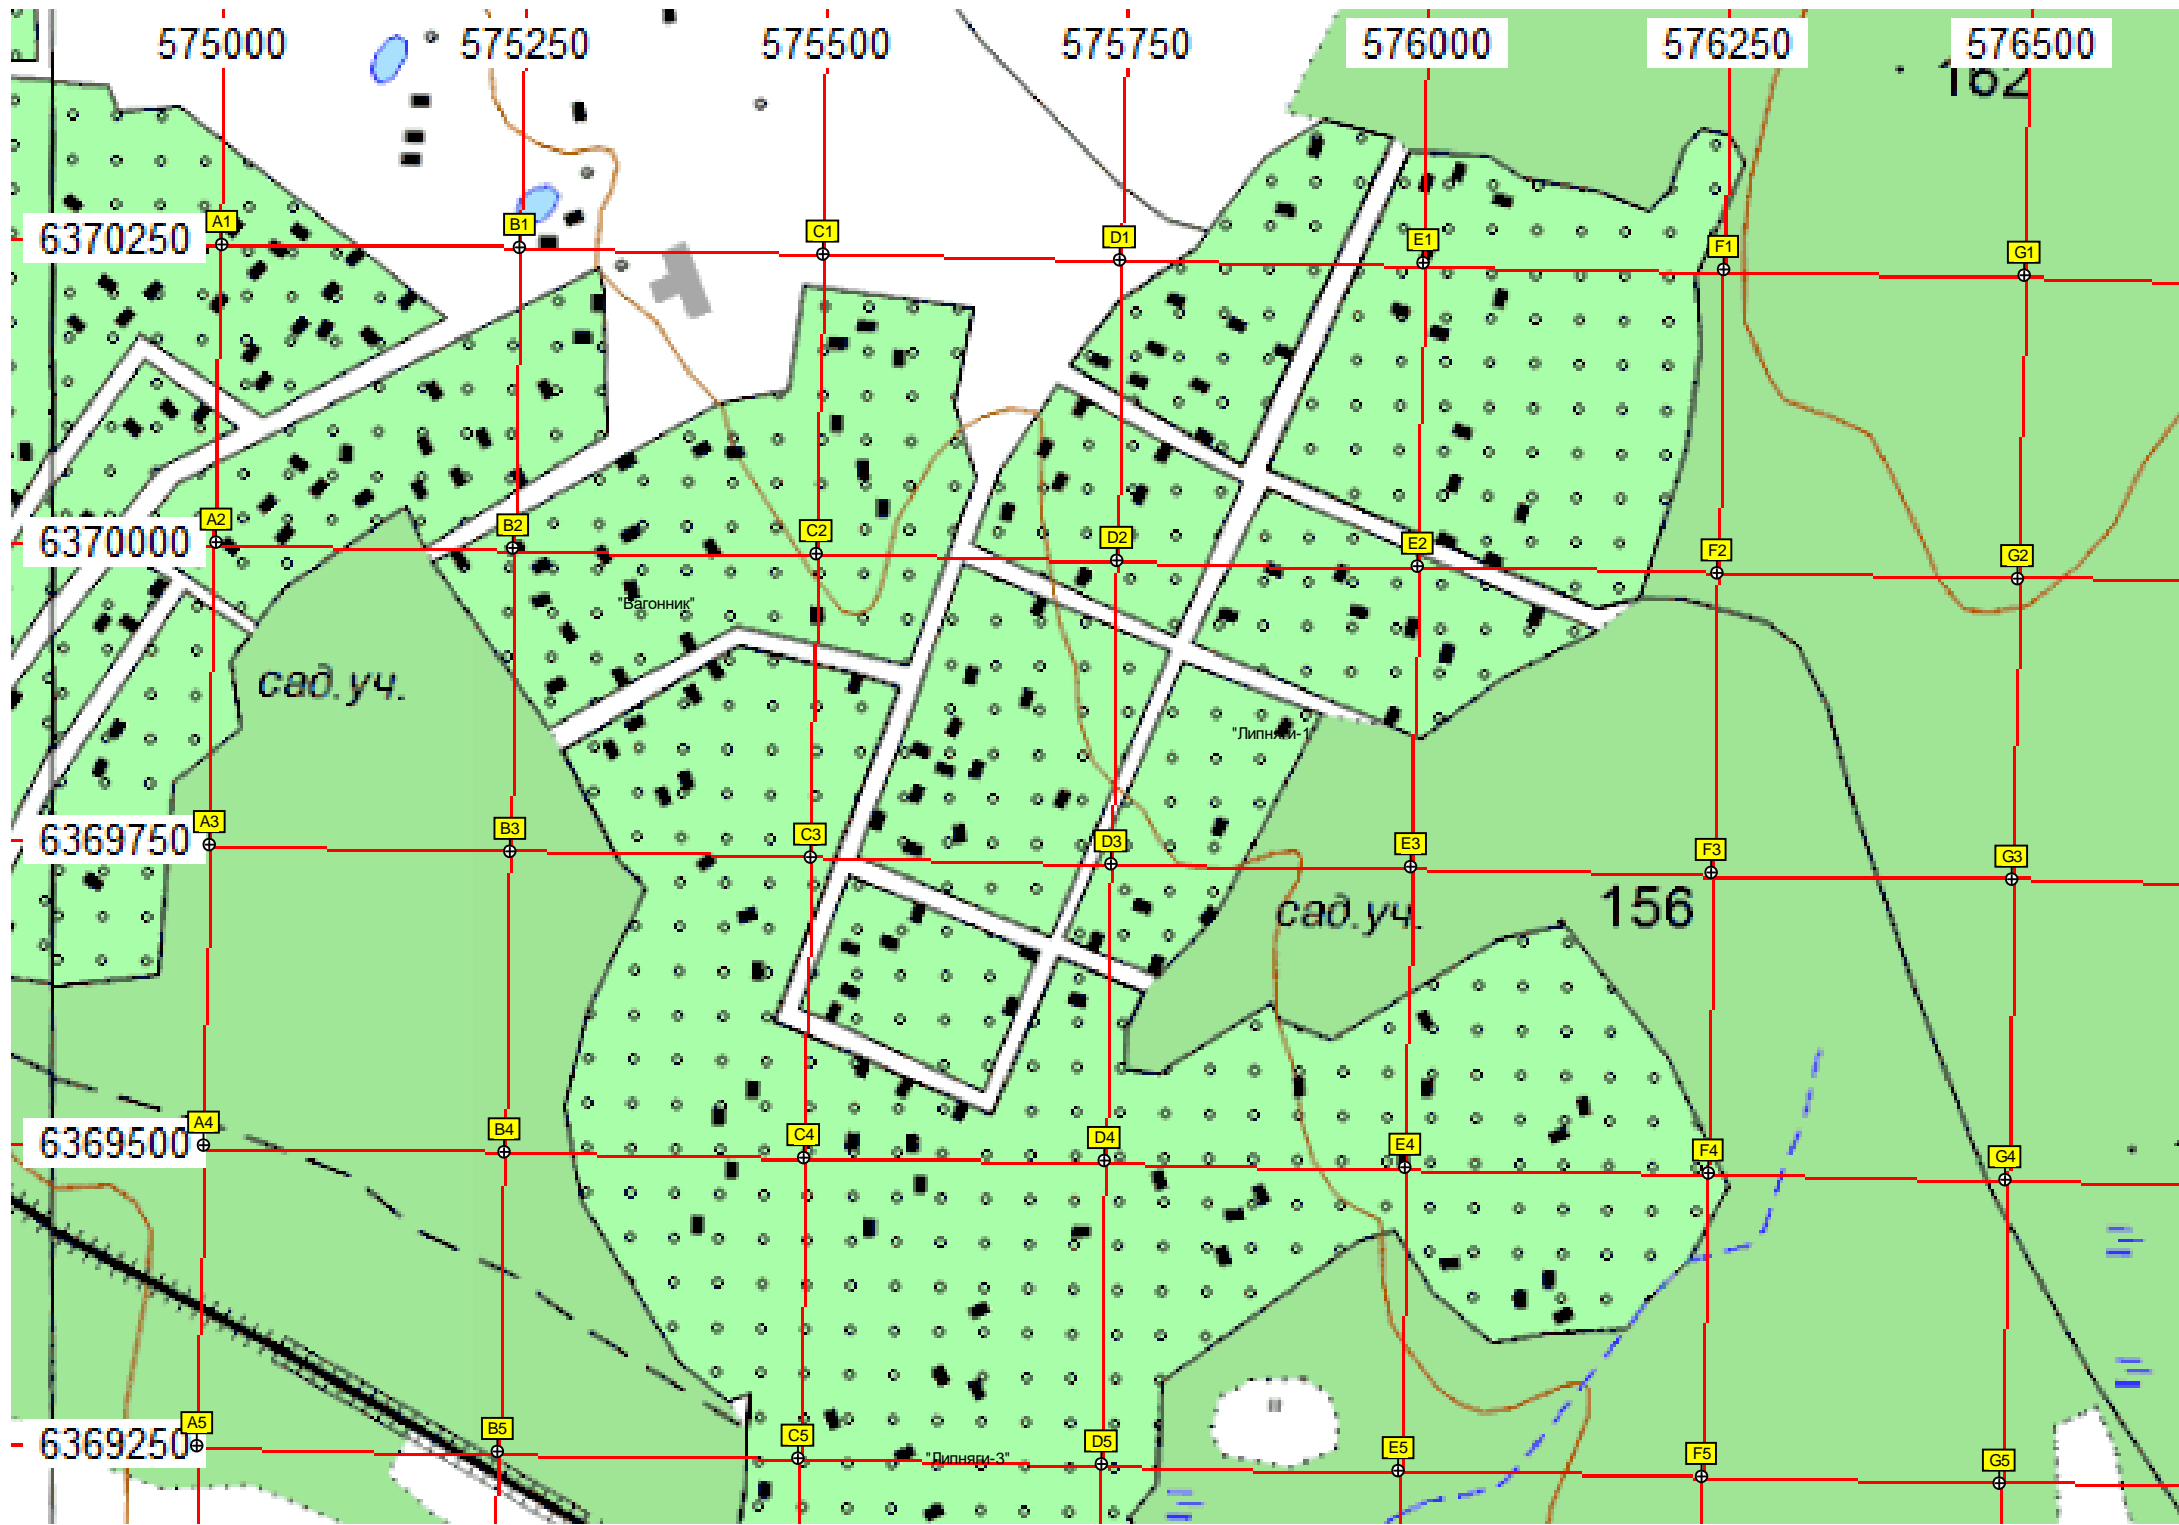 575000 575250 575500 575750 576000 576250 576500
162
A1 B1 C1 D1 E1 F1 G1
6370250
A2 B2 C2 D2 E2 F2 G2
6370000
"Вагонник"
сад.уч.
"Липняги-1"
A3 B3 C3 D3 E3 F3 G3
6369750
сад.уч. 156
A4 B4 C4 D4 E4 F4 G4
6369500
A5 B5 C5 D5 E5 F5 G5
6369250
"Липняги-3"